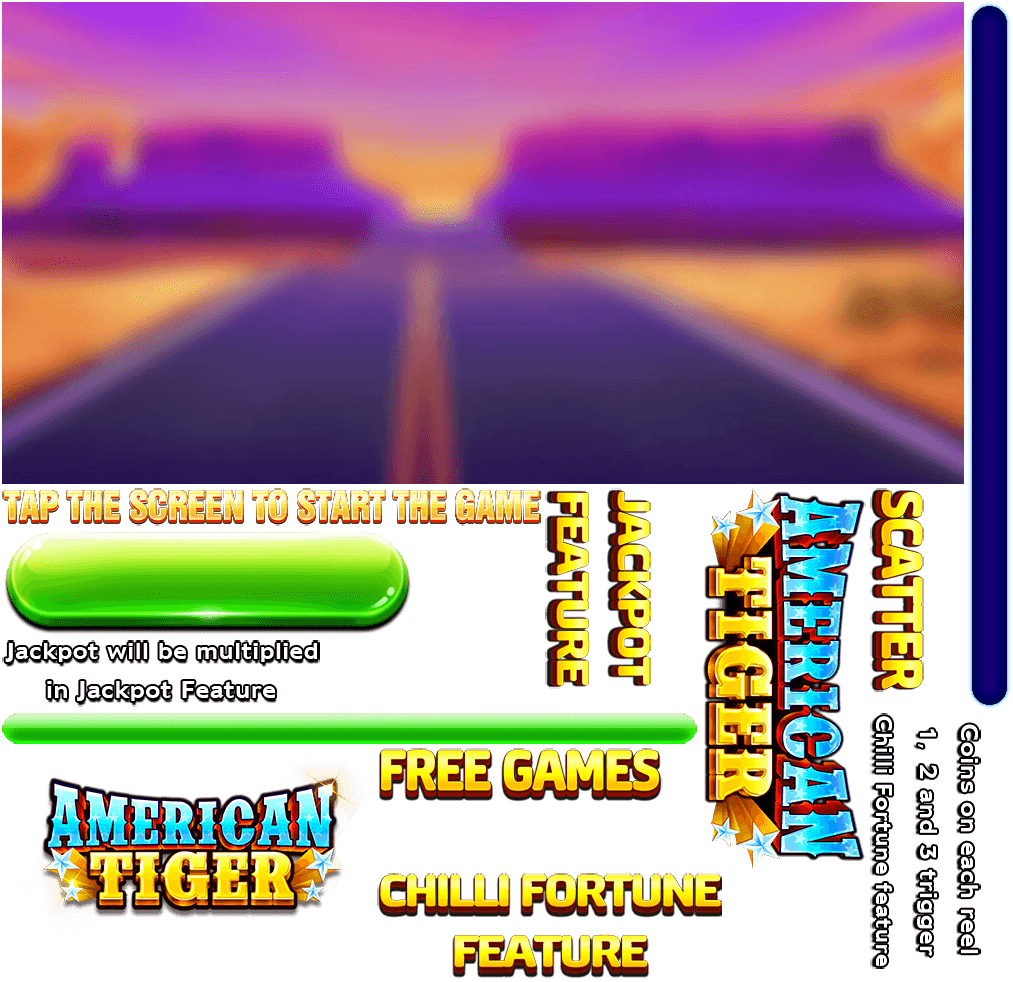 TAP THE SCREEN TO START THE GAME
JACKPOT
FEATURE
AMERICAN
TIGER
SCATTER
Jackpot will be multiplied
in Jackpot Feature
Coins on each reel
1, 2 and 3 trigger
Chilli Fortune feature
FREE GAMES
AMERICAN
TIGER
CHILLI FORTUNE
FEATURE